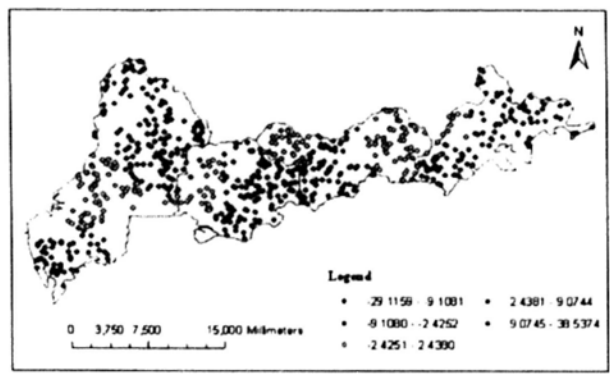 N
Legend
-29.1159 - 9.1081
2.4381 - 9.0744
-9.1080 - -2.4252
9.0745 - 38.5374
-2.4251 - 2.4380
0 3,750 7,500 15,000 Millimeters